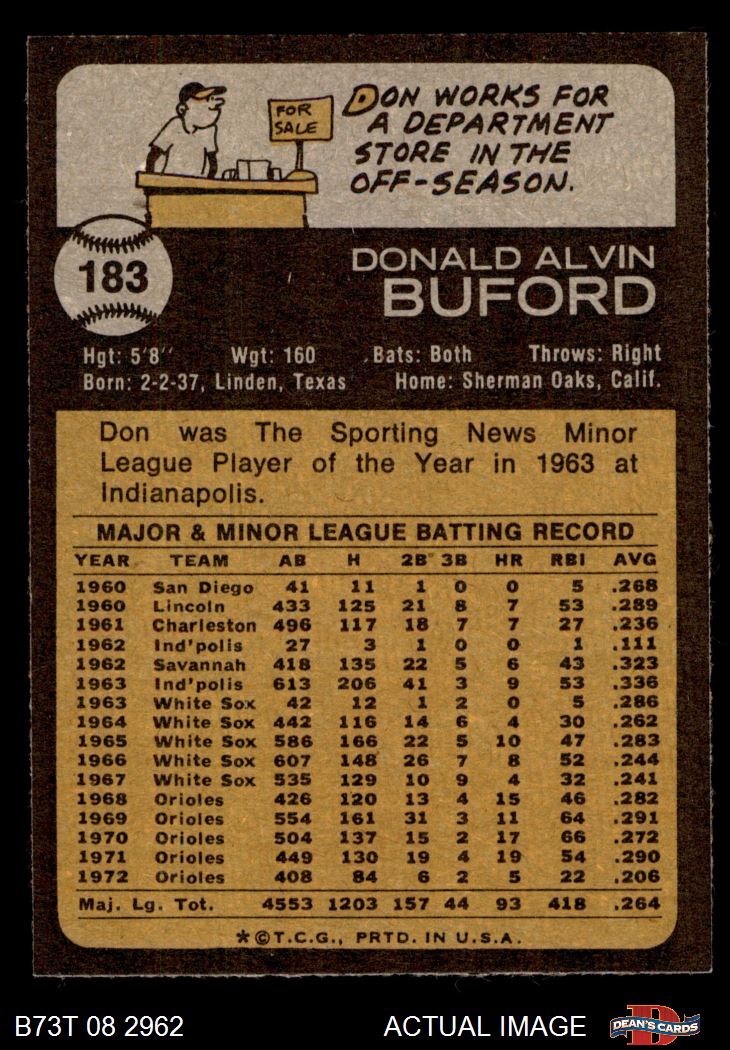 FOR
SALE
DON WORKS FOR
A DEPARTMENT
STORE IN THE
OFF-SEASON.
183
DONALD ALVIN
BUFORD
Hgt: 5'8'' Wgt: 160 Bats: Both Throws: Right
Born: 2-2-37, Linden, Texas Home: Sherman Oaks, Calif.
Don was The Sporting News Minor
League Player of the Year in 1963 at
Indianapolis.
MAJOR & MINOR LEAGUE BATTING RECORD
YEAR TEAM AB H 2B 3B HR RBI AVG
1960 San Diego 41 11 1 0 0 5 .268
1960 Lincoln 433 125 21 8 7 53 .289
1961 Charleston 496 117 18 7 7 27 .236
1962 Ind'polis 27 3 1 0 0 1 .111
1962 Savannah 418 135 22 5 6 43 .323
1963 Ind'polis 613 206 41 3 9 53 .336
1963 White Sox 42 12 1 2 0 5 .286
1964 White Sox 442 116 14 6 4 30 .262
1965 White Sox 586 166 22 5 10 47 .283
1966 White Sox 607 148 26 7 8 52 .244
1967 White Sox 535 129 10 9 4 32 .241
1968 Orioles 426 120 13 4 15 46 .282
1969 Orioles 554 161 31 3 11 64 .291
1970 Orioles 504 137 15 2 17 66 .272
1971 Orioles 449 130 19 4 19 54 .290
1972 Orioles 408 84 6 2 5 22 .206
Maj. Lg. Tot. 4553 1203 157 44 93 418 .264
*©T.C.G., PRTD. IN U.S.A.
B73T 08 2962 ACTUAL IMAGE DEAN'S CARDS